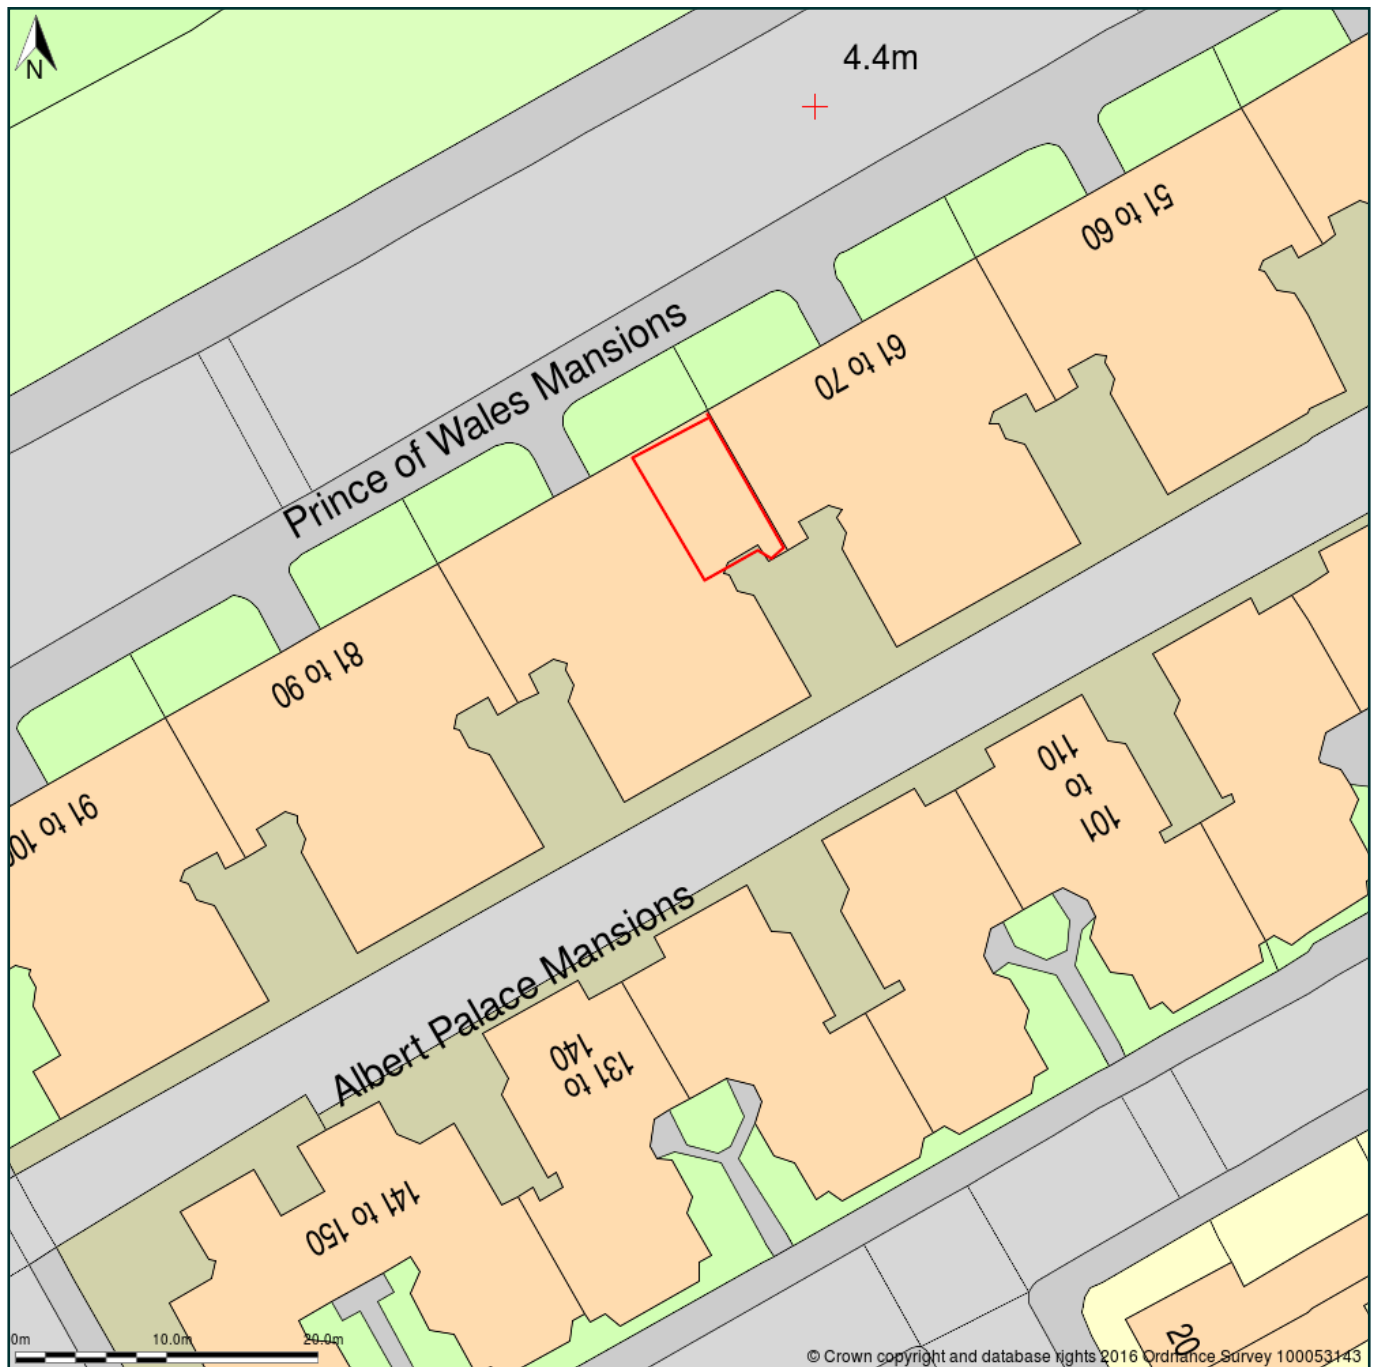 N
4.4m
51 to 60
Prince of Wales Mansions
61 to 70
81 to 90
91 to 100
110
to
101
Albert Palace Mansions
140
131 to
141 to 150
20
0m 10.0m 20.0m
© Crown copyright and database rights 2016 Ordnance Survey 100053143